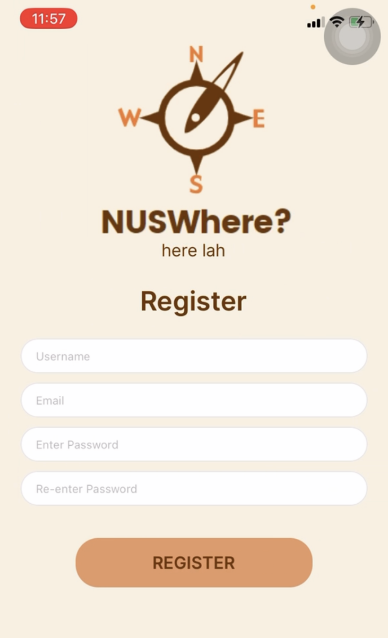 11:57
N
W E
S
NUSWhere?
here lah
Register
Username
Email
Enter Password
Re-enter Password
REGISTER